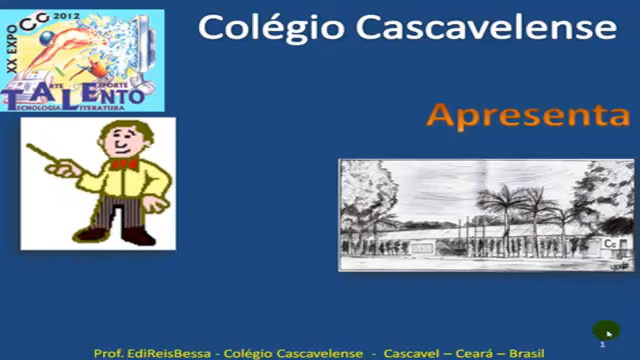 Colégio Cascavelense
XX EXPO CC 2012
TALENTO
ARTE
ESPORTE
TECNOLOGIA
LITERATURA
Apresenta
Cc
1
Prof. EdiReisBessa - Colégio Cascavelense - Cascavel – Ceará – Brasil